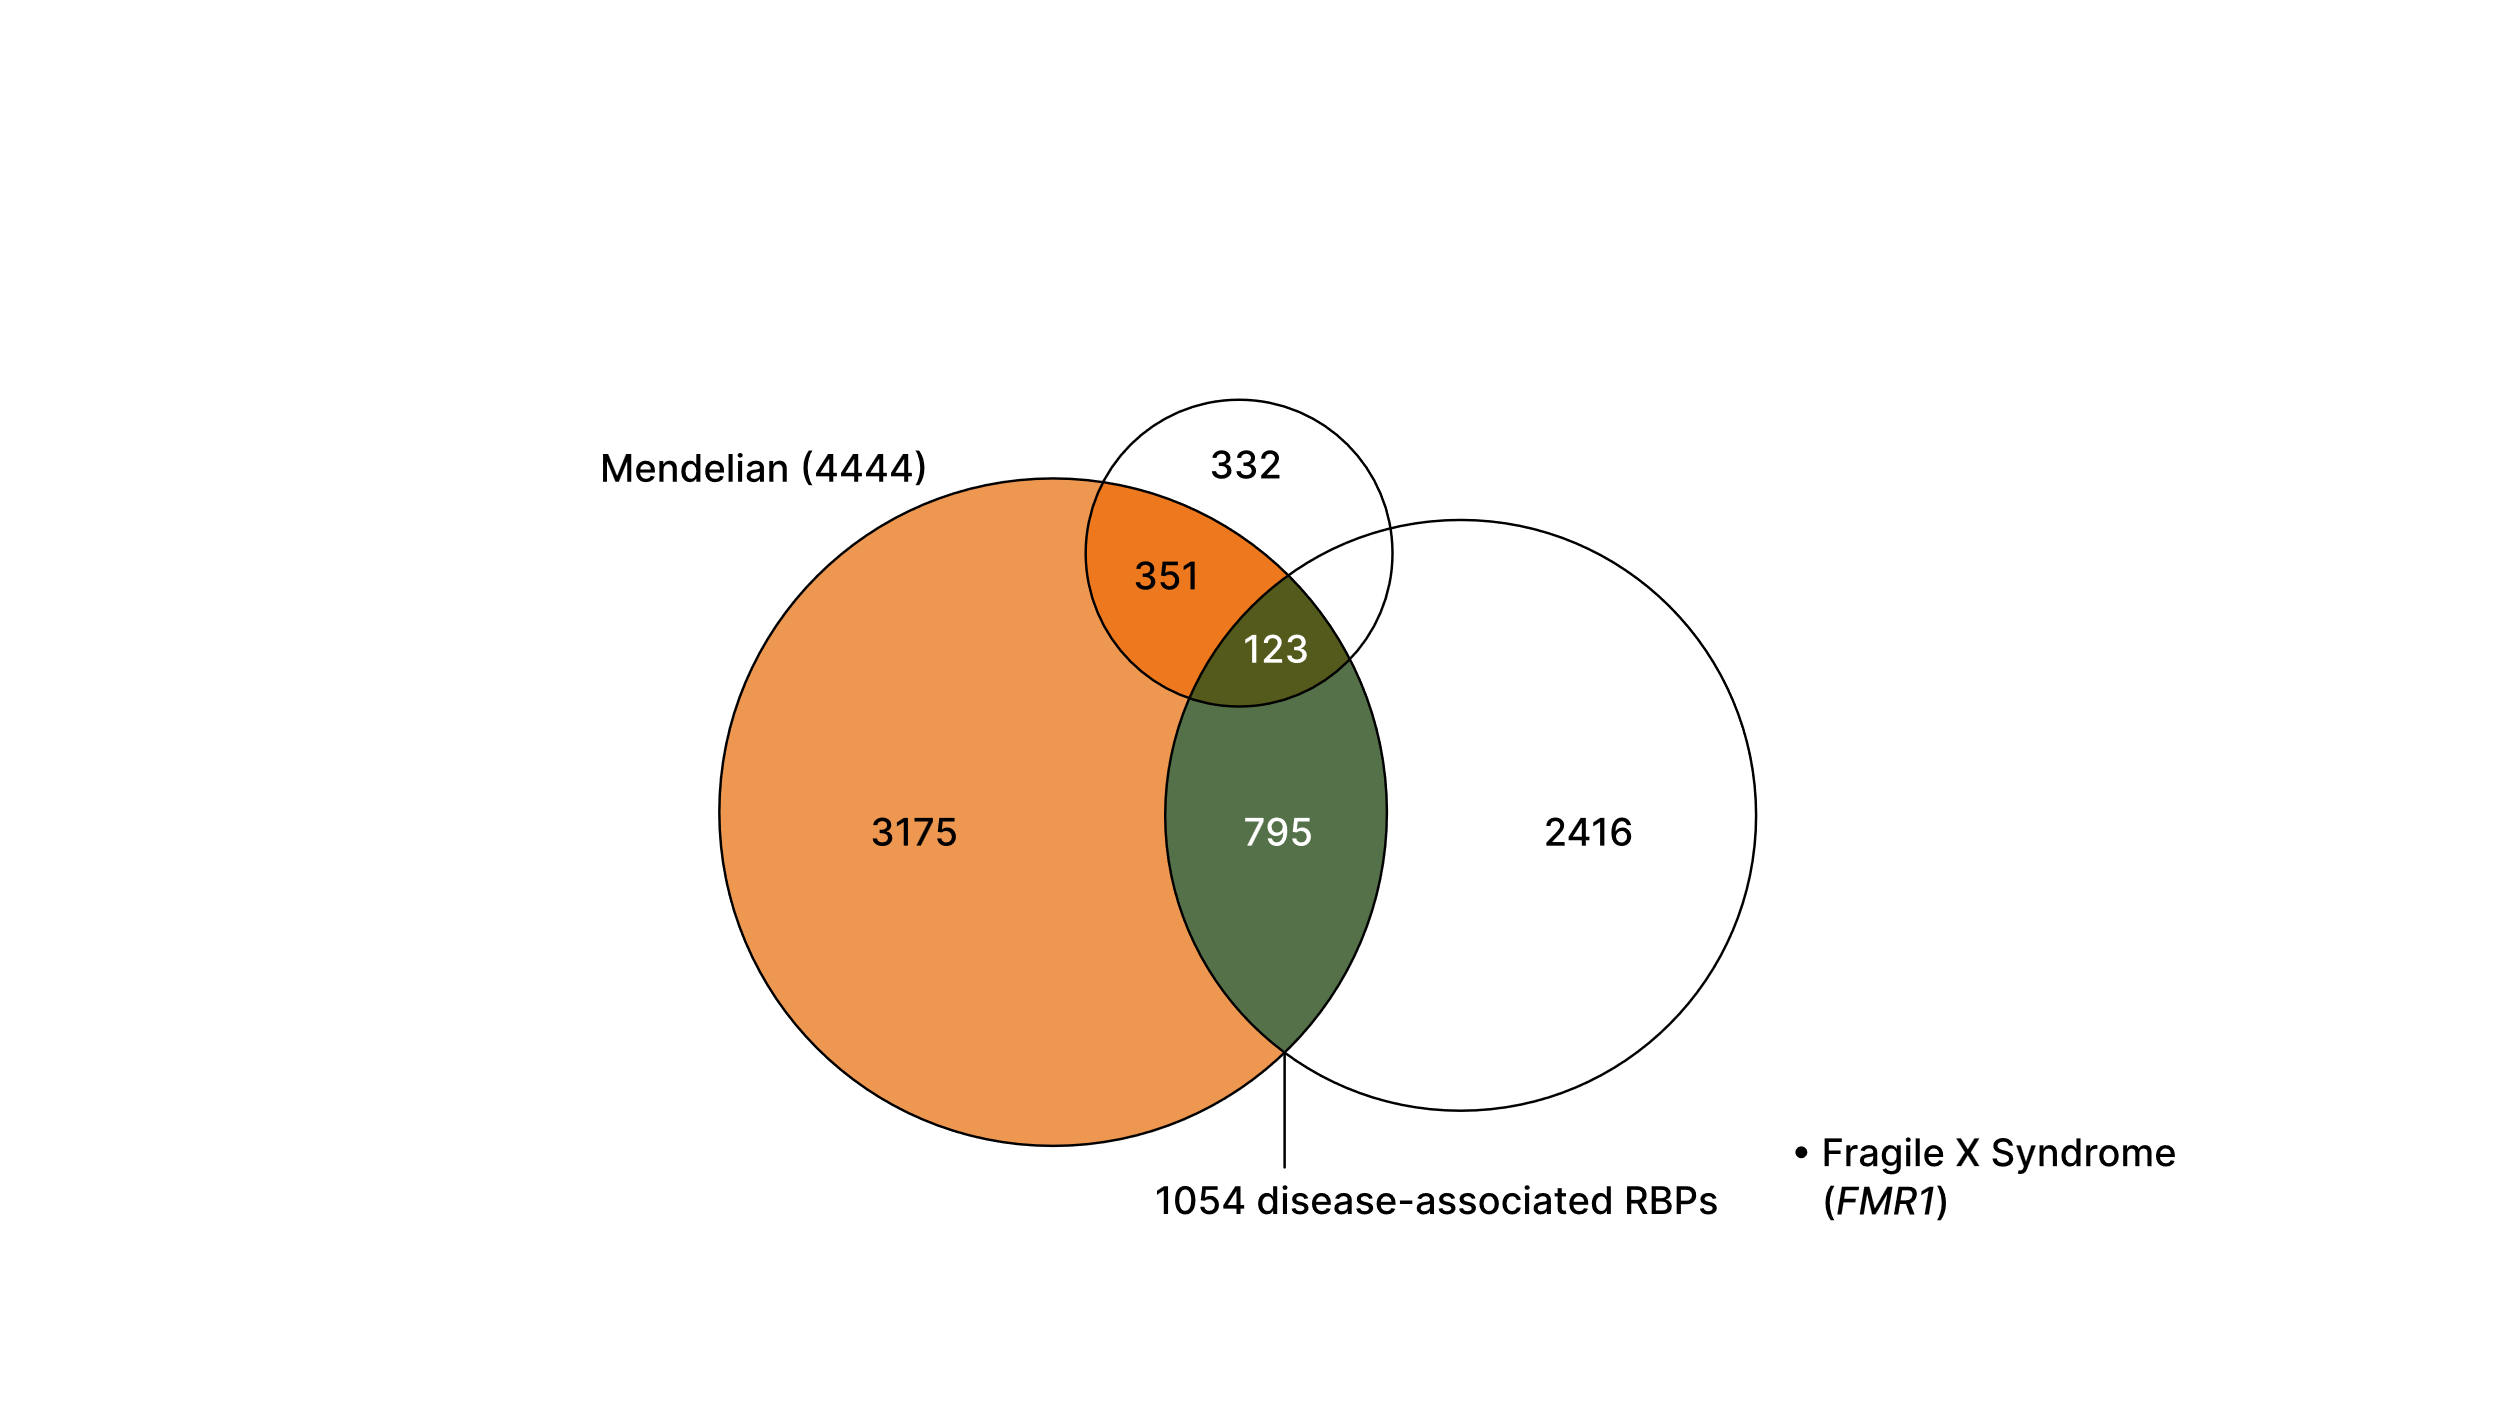 332
Mendelian (4444)
351
123
3175
795
2416
• Fragile X Syndrome
(FMR1)
1054 disease-associated RBPs